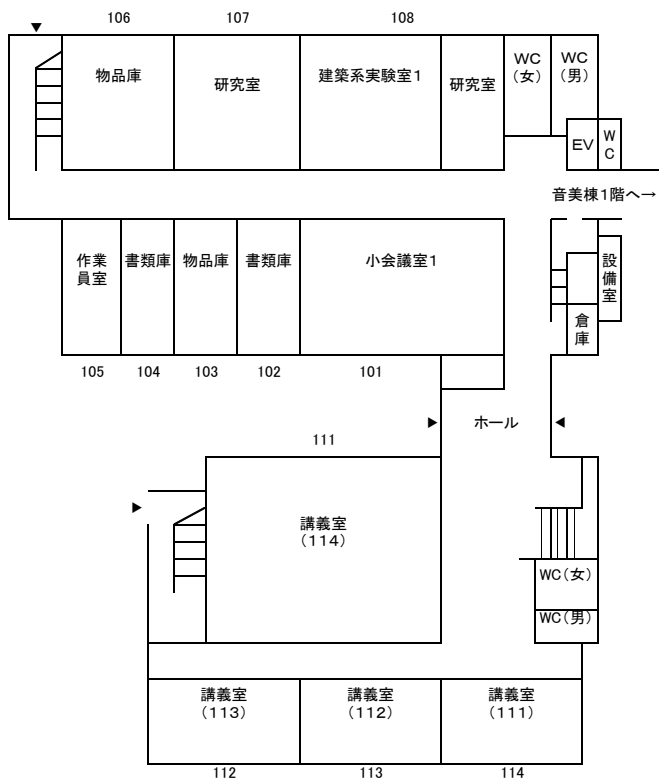 106
107
108
物品庫
研究室
建築系実験室1
研究室
WC
(女)
WC
(男)
EV
W
C
音美棟1階へ→
作業
員室
書類庫
物品庫
書類庫
小会議室1
設
備
室
倉
庫
105
104
103
102
101
ホール
111
講義室
(114)
WC(女)
WC(男)
講義室
(113)
講義室
(112)
講義室
(111)
112
113
114